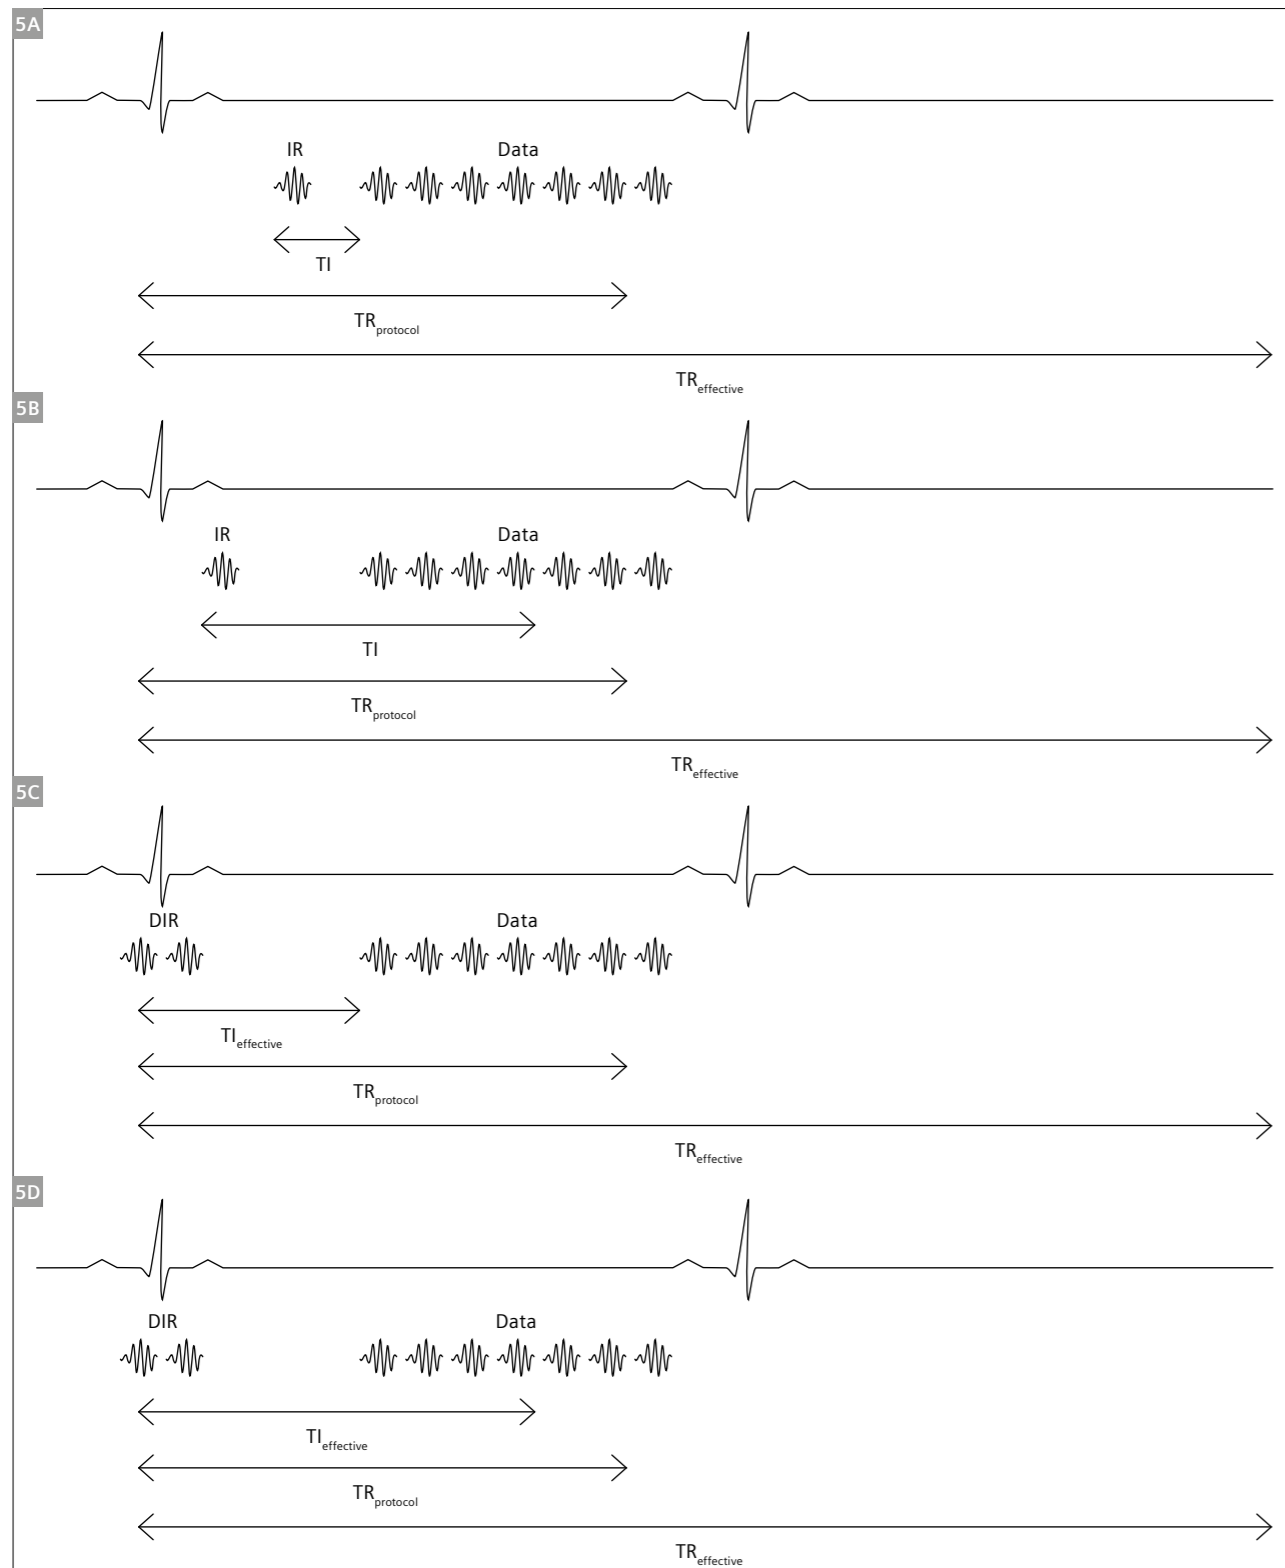 5A
IR Data
TI
TRprotocol
TReffective
5B
IR Data
TI
TRprotocol
TReffective
5C
DIR Data
TIeffective
TRprotocol
TReffective
5D
DIR Data
TIeffective
TRprotocol
TReffective